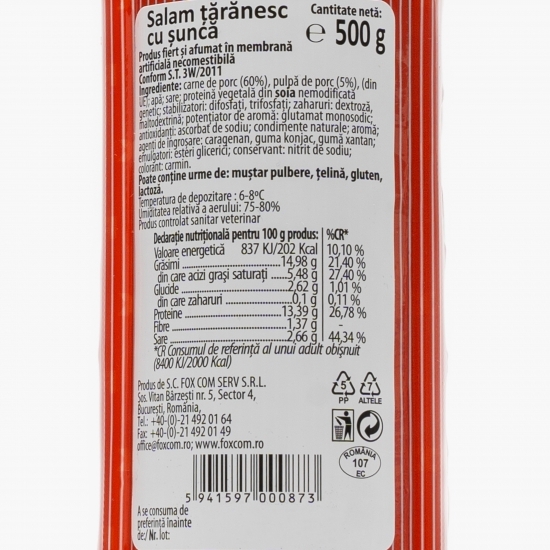 Salam țărănesc
cu șuncă
Cantitate netă:
℮ 500 g
Produs fiert și afumat în membrană
artificială necomestibilă
Conform S.T. 3W/2011
Ingrediente: carne de porc (60%), pulpă de porc (5%), (din
UE), apă; sare; proteină vegetală din soia nemodificată
genetic; stabilizatori: difosfați, trifosfați; zaharuri: dextroză,
maltodextrină; potențiator de aromă: glutamat monosodic;
antioxidanți: ascorbat de sodiu; condimente naturale; aromă;
agenți de îngroșare: caragenan, guma konjac, gumă xantan;
emulgatori: esteri glicerici; conservant: nitrit de sodiu;
colorant: carmin.
Poate conține urme de: muștar pulbere, țelină, gluten,
lactoză.
Temperatura de depozitare : 6-8ºC
Umiditatea relativă a aerului: 75-80%
Produs controlat sanitar veterinar
Declarație nutrițională pentru 100 g produs: %CR*
Valoare energetică 837 KJ/202 Kcal 10,10 %
Grăsimi 14,98 g 21,40 %
din care acizi grași saturați 5,48 g 27,40 %
Glucide 2,62 g 1,01 %
din care zaharuri 0,1 g 0,11 %
Proteine 13,39 g 26,78 %
Fibre 1,37 g -
Sare 2,66 g 44,34 %
*CR Consumul de referință al unui adult obișnuit
(8400 KJ/2000 Kcal)
Produs de S.C. FOX COM SERV S.R.L.
Șos. Vitan Bârzești nr. 5, Sector 4,
București, România,
Tel.: +40-(0)-21 492 01 64
Fax: +40-(0)-21 492 01 49
office@foxcom.ro; www.foxcom.ro
5 7
PP ALTELE
ROMÂNIA
107
EC
5 941597 000873
A se consuma de
preferință înainte
de:/Nr. lot: